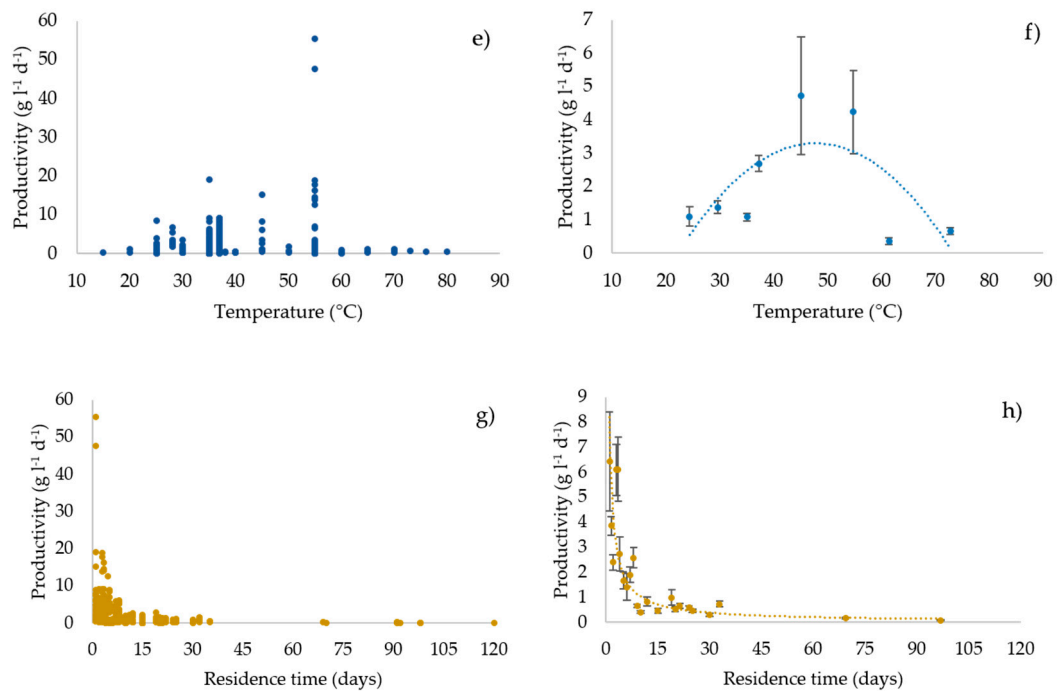 e)
Productivity (g l⁻¹ d⁻¹)
60
50
40
30
20
10
0
10 20 30 40 50 60 70 80 90
Temperature (°C)
f)
Productivity (g l⁻¹ d⁻¹)
7
6
5
4
3
2
1
0
10 20 30 40 50 60 70 80 90
Temperature (°C)
g)
Productivity (g l⁻¹ d⁻¹)
60
50
40
30
20
10
0
0 15 30 45 60 75 90 105 120
Residence time (days)
h)
Productivity (g l⁻¹ d⁻¹)
9
8
7
6
5
4
3
2
1
0
0 15 30 45 60 75 90 105 120
Residence time (days)